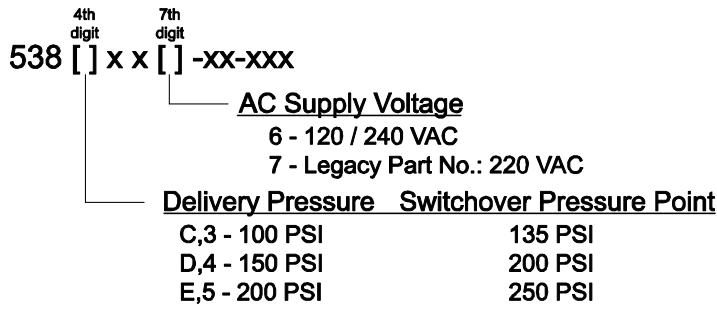 4th 7th
digit digit
538 [ ] x x [ ] -xx-xxx
AC Supply Voltage
6 - 120 / 240 VAC
7 - Legacy Part No.: 220 VAC
Delivery Pressure Switchover Pressure Point
C,3 - 100 PSI 135 PSI
D,4 - 150 PSI 200 PSI
E,5 - 200 PSI 250 PSI